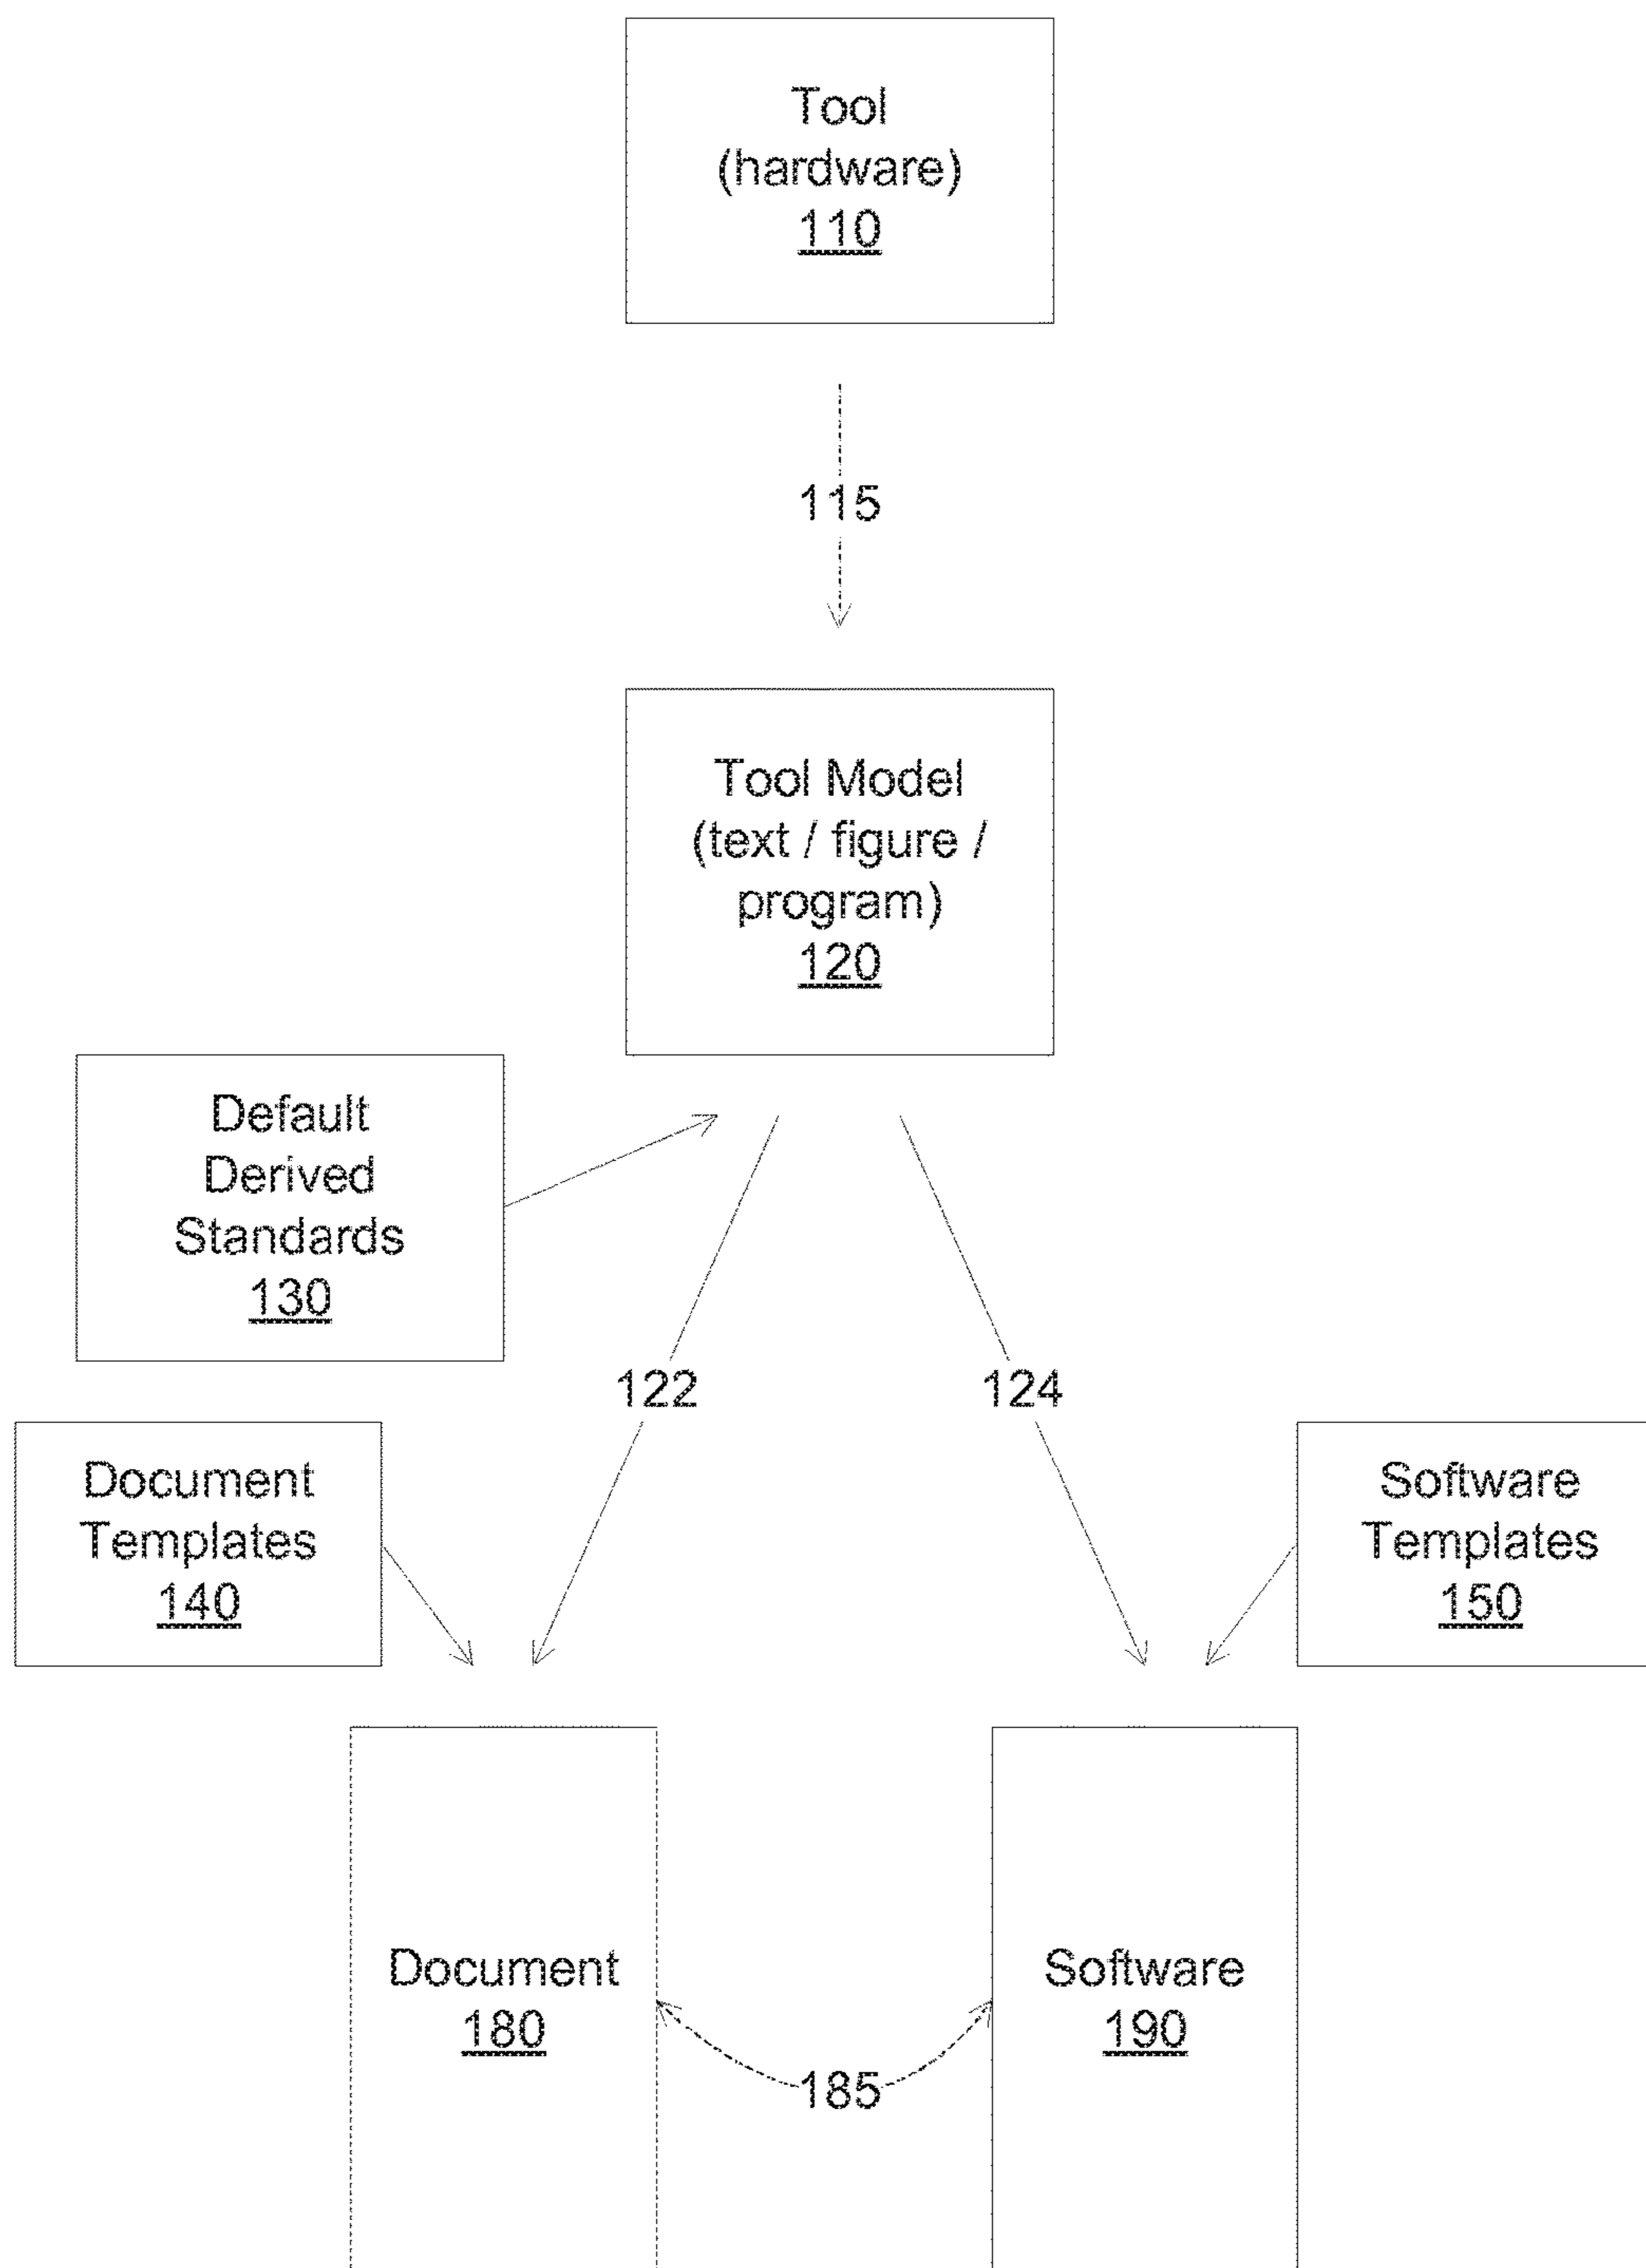 Tool
(hardware)
110
115
Tool Model
(text / figure /
program)
120
Default
Derived
Standards
130
122
124
Document
Templates
140
Software
Templates
150
Document
180
Software
190
185